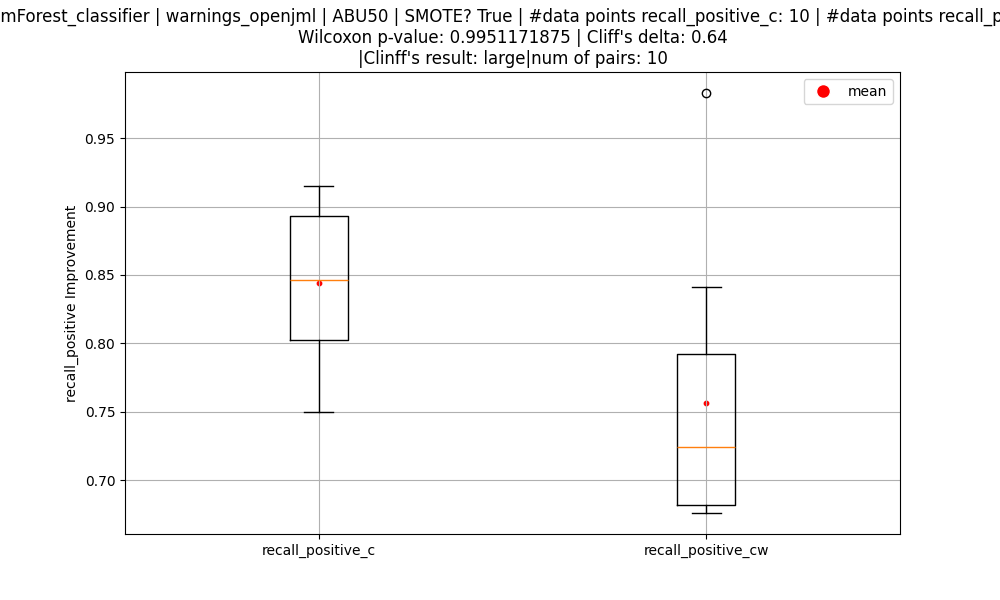 mForest_classifier | warnings_openjml | ABU50 | SMOTE? True | #data points recall_positive_c: 10 | #data points recall_p
Wilcoxon p-value: 0.9951171875 | Cliff's delta: 0.64
|Clinff's result: large|num of pairs: 10
mean
0.95
0.90
0.85
0.80
0.75
0.70
recall_positive Improvement
recall_positive_c
recall_positive_cw